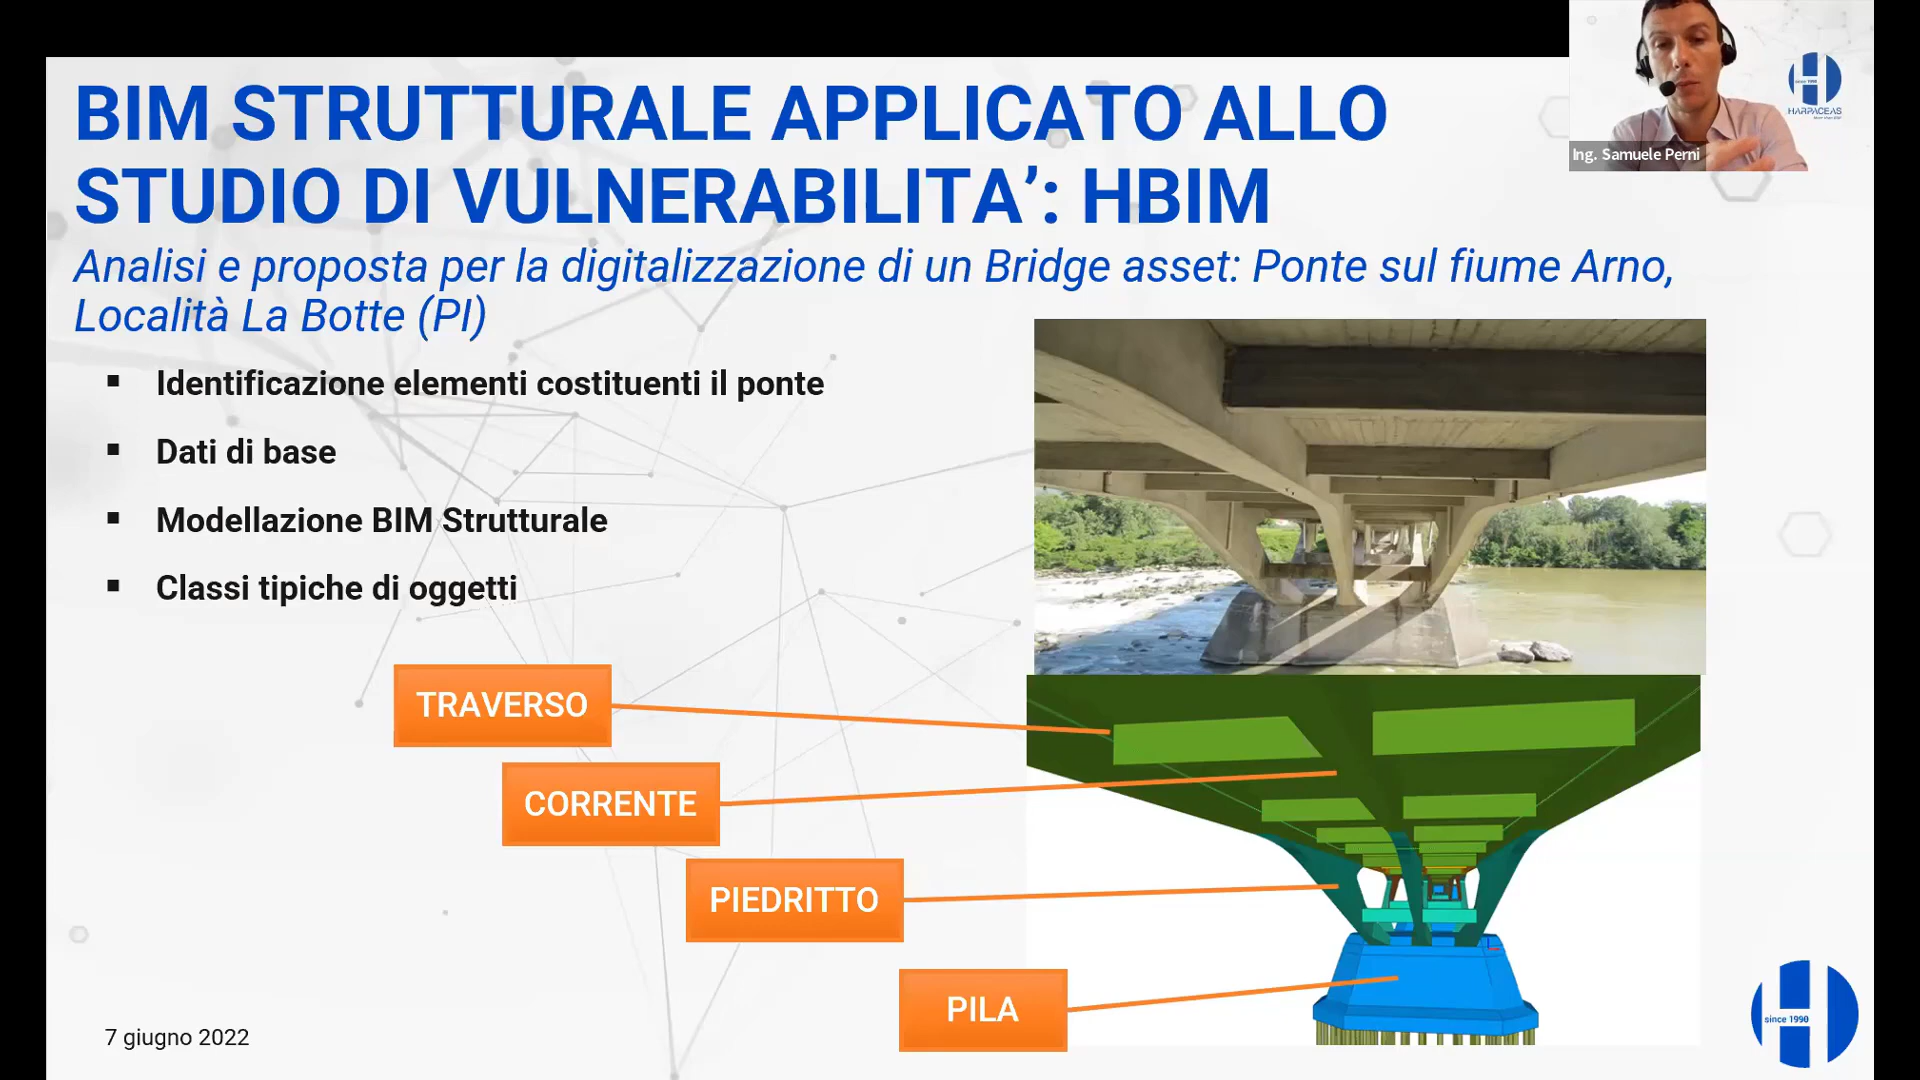 BIM STRUTTURALE APPLICATO ALLO
STUDIO DI VULNERABILITA’: HBIM
Analisi e proposta per la digitalizzazione di un Bridge asset: Ponte sul fiume Arno,
Località La Botte (PI)
▪ Identificazione elementi costituenti il ponte
▪ Dati di base
▪ Modellazione BIM Strutturale
▪ Classi tipiche di oggetti
TRAVERSO
CORRENTE
PIEDRITTO
PILA
7 giugno 2022
since 1990
HARPACEAS
Ing. Samuele Perni
since 1990